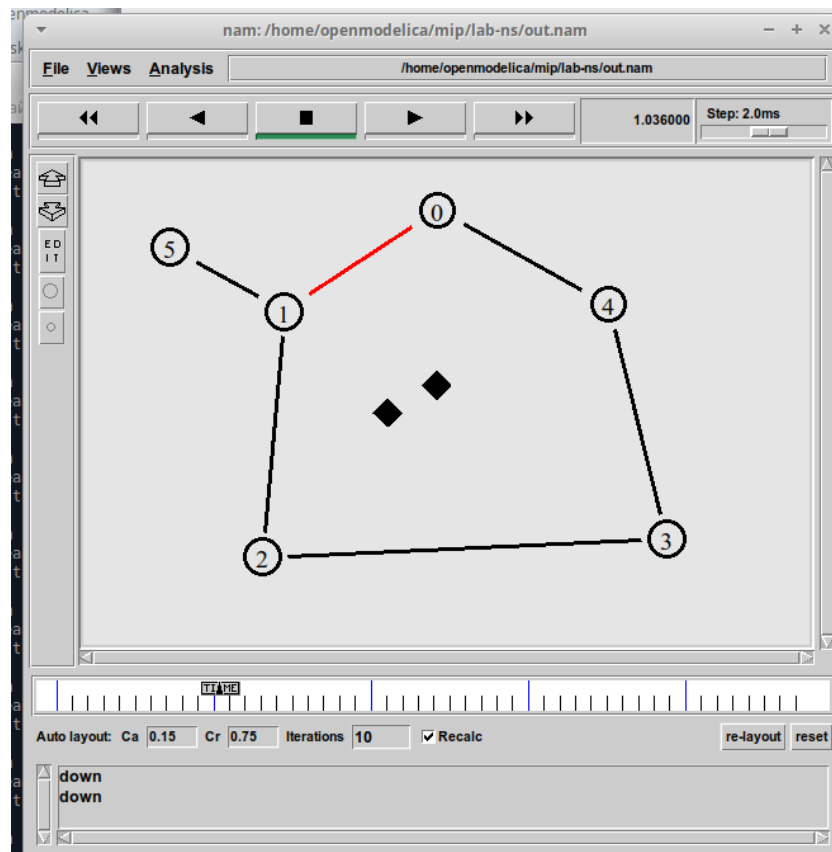 nam: /home/openmodelica/mip/lab-ns/out.nam
File Views Analysis /home/openmodelica/mip/lab-ns/out.nam
1.036000 Step: 2.0ms
E D
I T
0
5
1
4
3
2
TIME
Auto layout: Ca 0.15 Cr 0.75 Iterations 10 Recalc re-layout reset
down
down